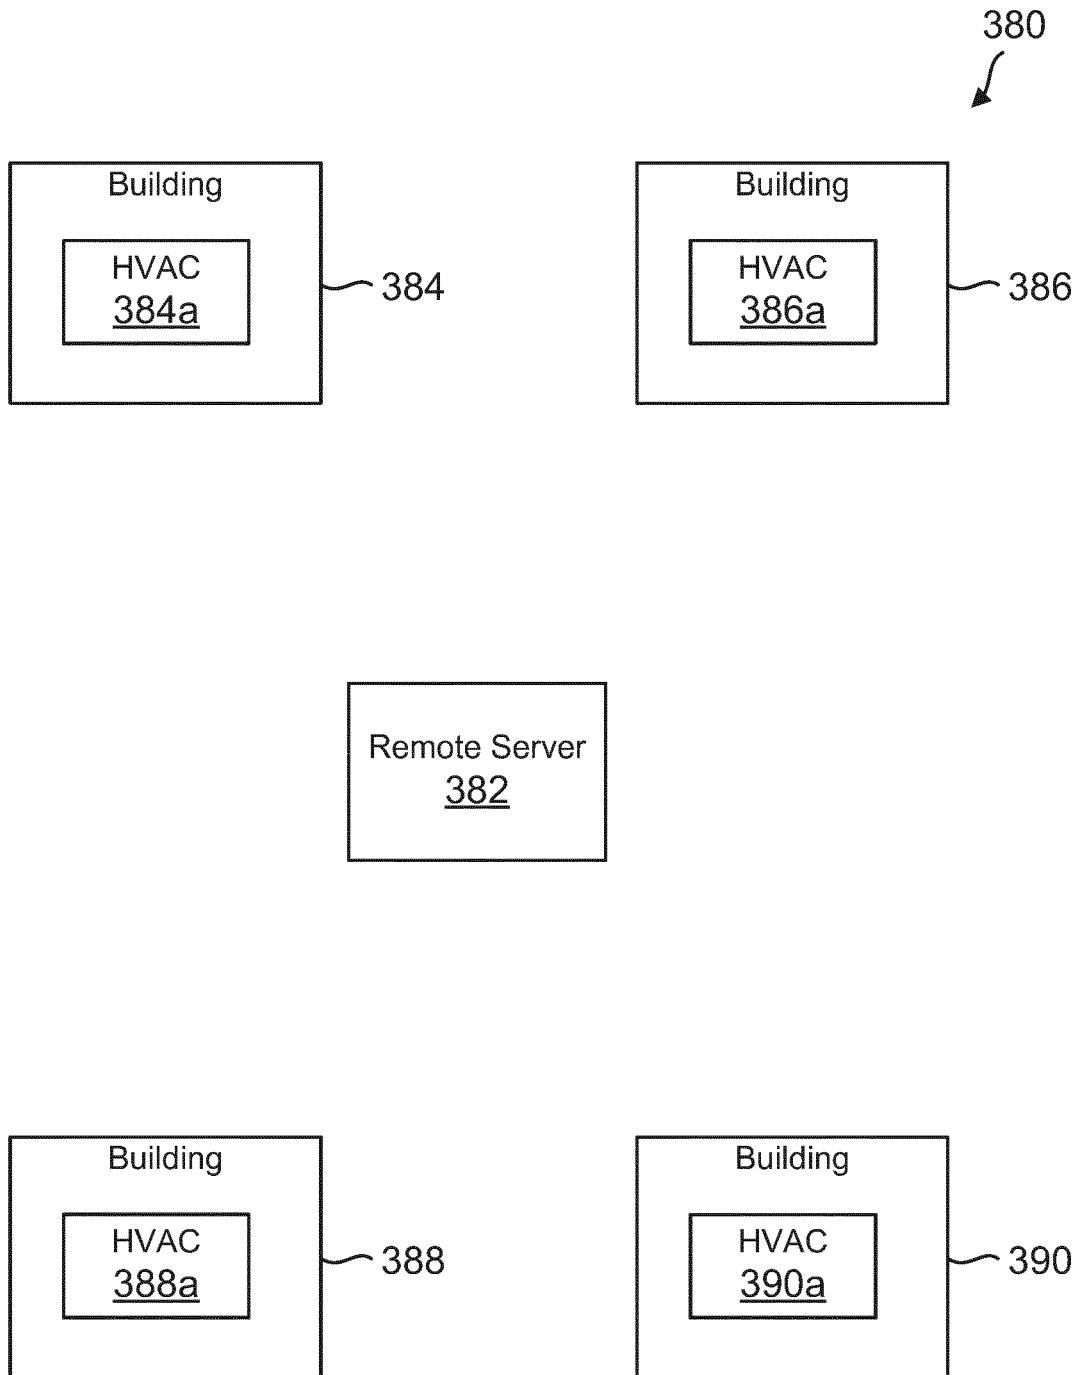 380
Building
HVAC
384a
384
Building
HVAC
386a
386
Remote Server
382
Building
HVAC
388a
388
Building
HVAC
390a
390